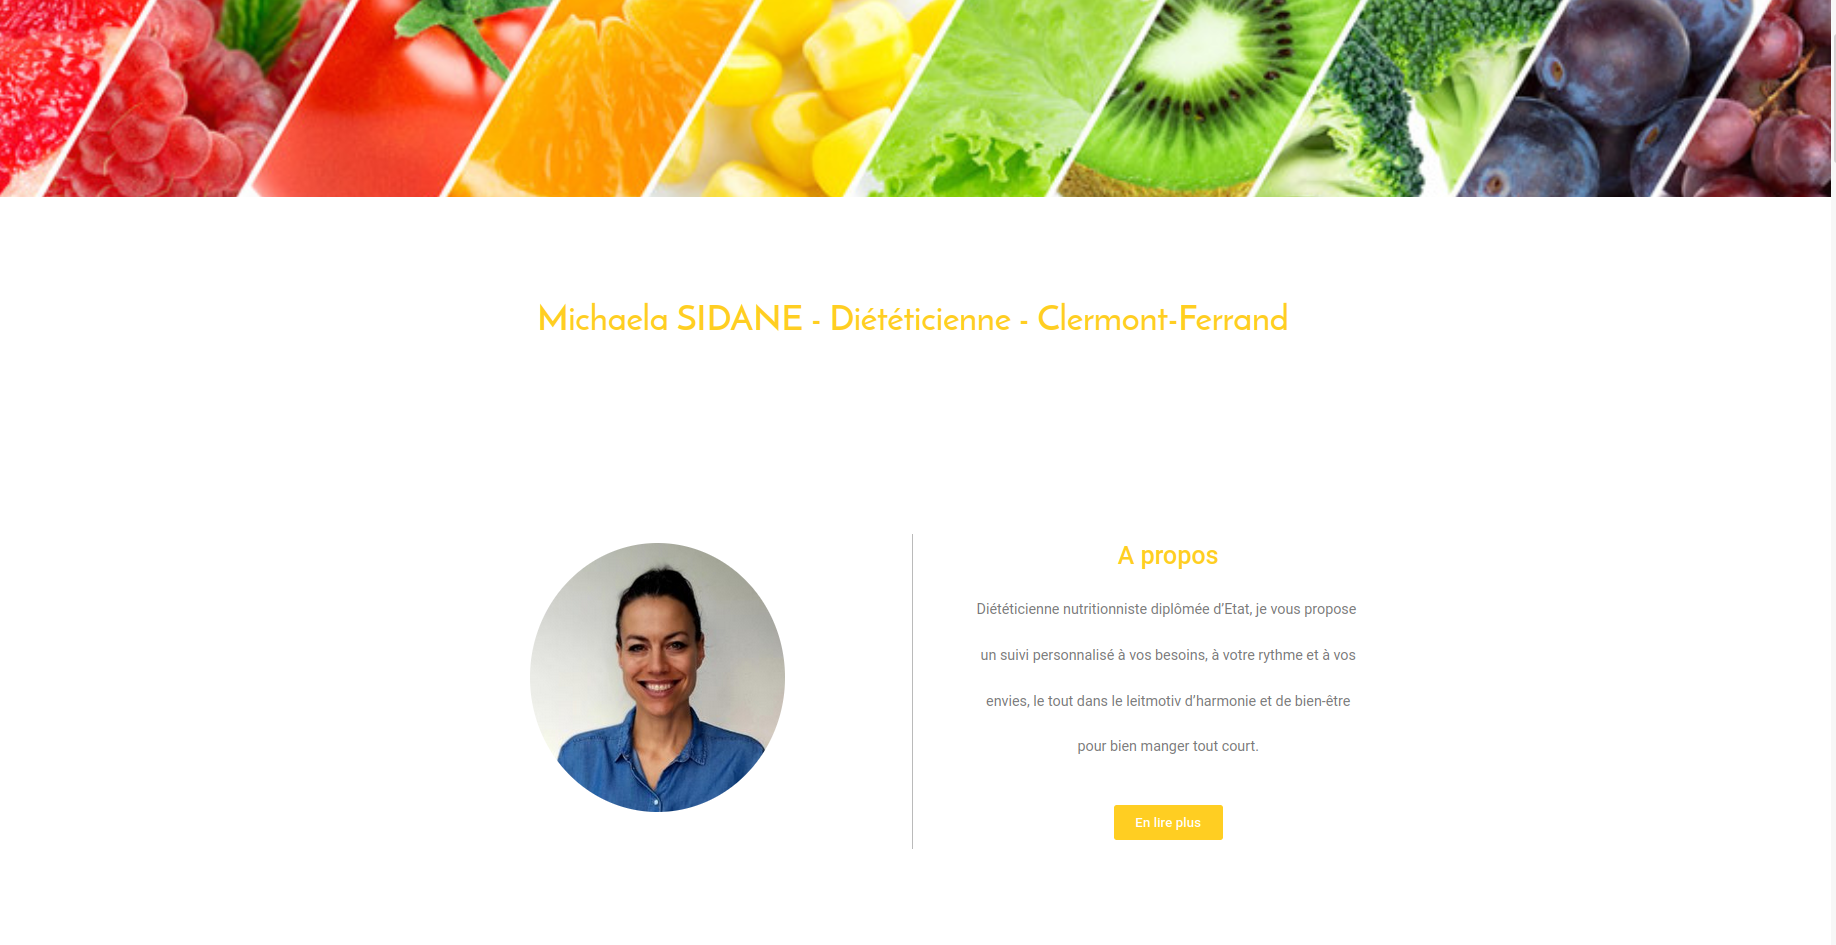 Michaela SIDANE - Diététicienne - Clermont-Ferrand
A propos
Diététicienne nutritionniste diplômée d’Etat, je vous propose
un suivi personnalisé à vos besoins, à votre rythme et à vos
envies, le tout dans le leitmotiv d’harmonie et de bien-être
pour bien manger tout court.
En lire plus